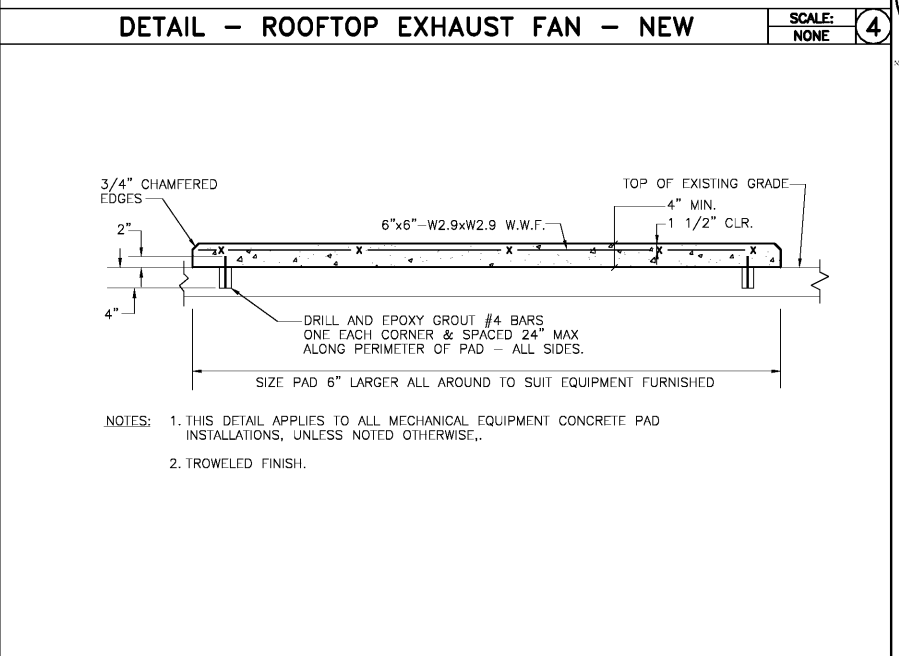 DETAIL – ROOFTOP EXHAUST FAN – NEW
SCALE:
NONE
4
3/4" CHAMFERED
EDGES
TOP OF EXISTING GRADE
4" MIN.
6"x6"–W2.9xW2.9 W.W.F.
1 1/2" CLR.
2"
4"
DRILL AND EPOXY GROUT #4 BARS
ONE EACH CORNER & SPACED 24" MAX
ALONG PERIMETER OF PAD – ALL SIDES.
SIZE PAD 6" LARGER ALL AROUND TO SUIT EQUIPMENT FURNISHED
NOTES: 1. THIS DETAIL APPLIES TO ALL MECHANICAL EQUIPMENT CONCRETE PAD
INSTALLATIONS, UNLESS NOTED OTHERWISE,.
2. TROWELED FINISH.